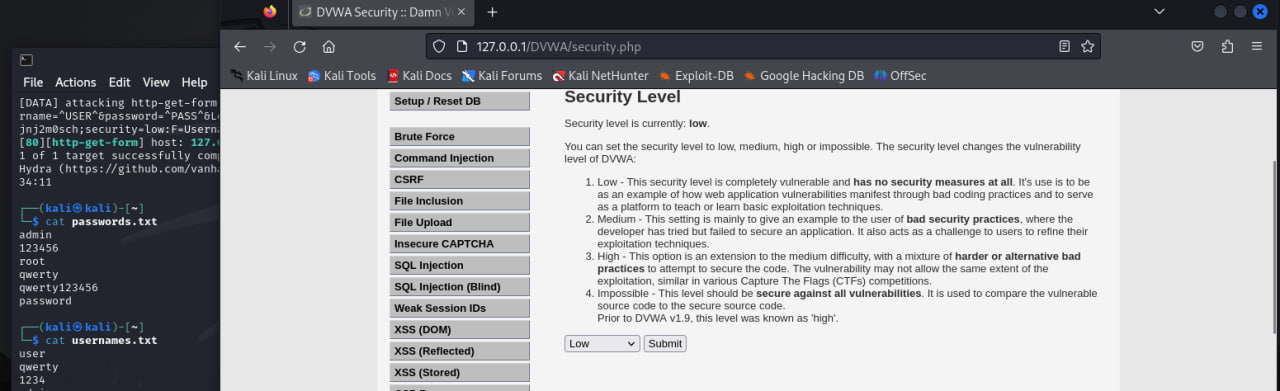 DVWA Security :: Damn V
127.0.0.1/DVWA/security.php
Kali Linux Kali Tools Kali Docs Kali Forums Kali NetHunter Exploit-DB Google Hacking DB OffSec
File Actions Edit View Help
[DATA] attacking http-get-form
rname=^USER^&password=^PASS^&L
jnj2m0sch;security=low:F=Userna
[80][http-get-form] host: 127.
1 of 1 target successfully com
Hydra (https://github.com/vanha
34:11
(kali㉿kali)-[~]
$ cat passwords.txt
admin
123456
root
qwerty
qwerty123456
password
(kali㉿kali)-[~]
$ cat usernames.txt
user
qwerty
1234
Setup / Reset DB
Brute Force
Command Injection
CSRF
File Inclusion
File Upload
Insecure CAPTCHA
SQL Injection
SQL Injection (Blind)
Weak Session IDs
XSS (DOM)
XSS (Reflected)
XSS (Stored)
Security Level
Security level is currently: low.
You can set the security level to low, medium, high or impossible. The security level changes the vulnerability
level of DVWA:
1. Low - This security level is completely vulnerable and has no security measures at all. It's use is to be
as an example of how web application vulnerabilities manifest through bad coding practices and to serve
as a platform to teach or learn basic exploitation techniques.
2. Medium - This setting is mainly to give an example to the user of bad security practices, where the
developer has tried but failed to secure an application. It also acts as a challenge to users to refine their
exploitation techniques.
3. High - This option is an extension to the medium difficulty, with a mixture of harder or alternative bad
practices to attempt to secure the code. The vulnerability may not allow the same extent of the
exploitation, similar in various Capture The Flags (CTFs) competitions.
4. Impossible - This level should be secure against all vulnerabilities. It is used to compare the vulnerable
source code to the secure source code.
Prior to DVWA v1.9, this level was known as 'high'.
Low Submit